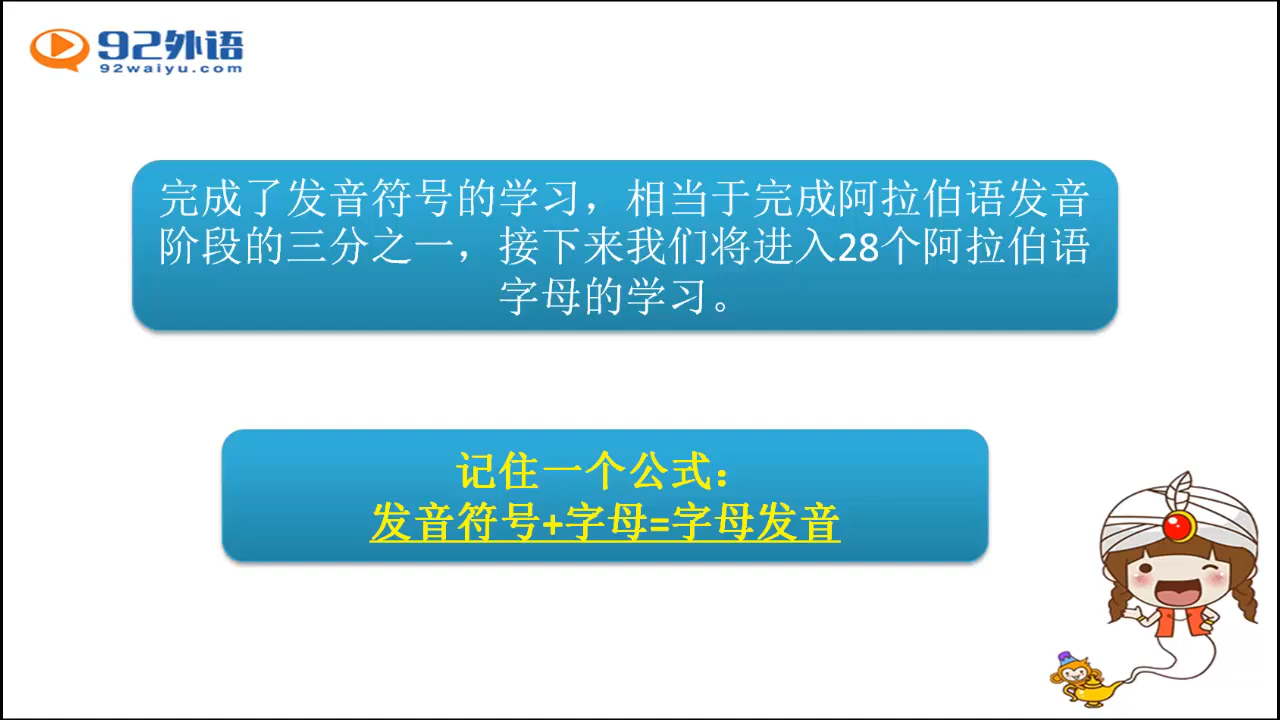 92外语
92waiyu.com
完成了发音符号的学习，相当于完成阿拉伯语发音
阶段的三分之一，接下来我们将进入28个阿拉伯语
字母的学习。
记住一个公式：
发音符号+字母=字母发音